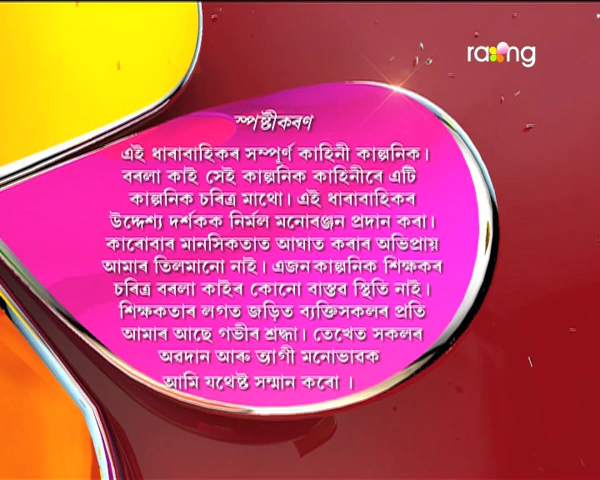 rang
স্পষ্টীকৰণ
এই ধাৰাবাহিকৰ সম্পূৰ্ণ কাহিনী কাল্পনিক।
বৰলা কাই সেই কাল্পনিক কাহিনীৰে এটি
কাল্পনিক চৰিত্ৰ মাথো। এই ধাৰাবাহিকৰ
উদ্দেশ্য দৰ্শকক নিৰ্মল মনোৰঞ্জন প্ৰদান কৰা।
কাৰোবাৰ মানসিকতাত আঘাত কৰাৰ অভিপ্ৰায়
আমাৰ তিলমানো নাই। এজন কাল্পনিক শিক্ষকৰ
চৰিত্ৰ বৰলা কাইৰ কোনো বাস্তৱ স্থিতি নাই।
শিক্ষকতাৰ লগত জড়িত ব্যক্তিসকলৰ প্ৰতি
আমাৰ আছে গভীৰ শ্ৰদ্ধা। তেখেত সকলৰ
অৱদান আৰু ত্যাগী মনোভাৱক
আমি যথেষ্ট সন্মান কৰো ।